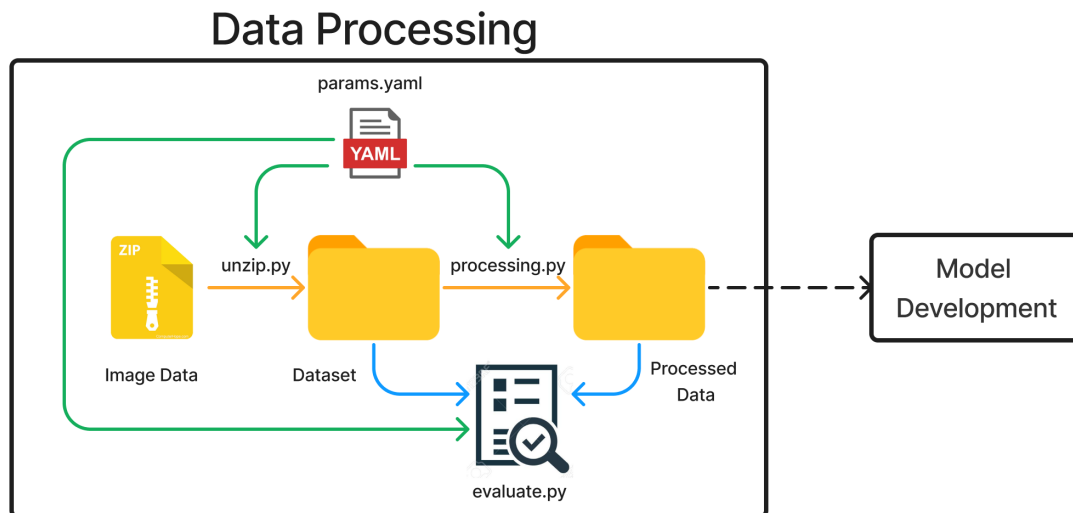 Data Processing
params.yaml
YAML
ZIP
unzip.py
processing.py
Model
Development
Image Data
Dataset
Processed
Data
evaluate.py